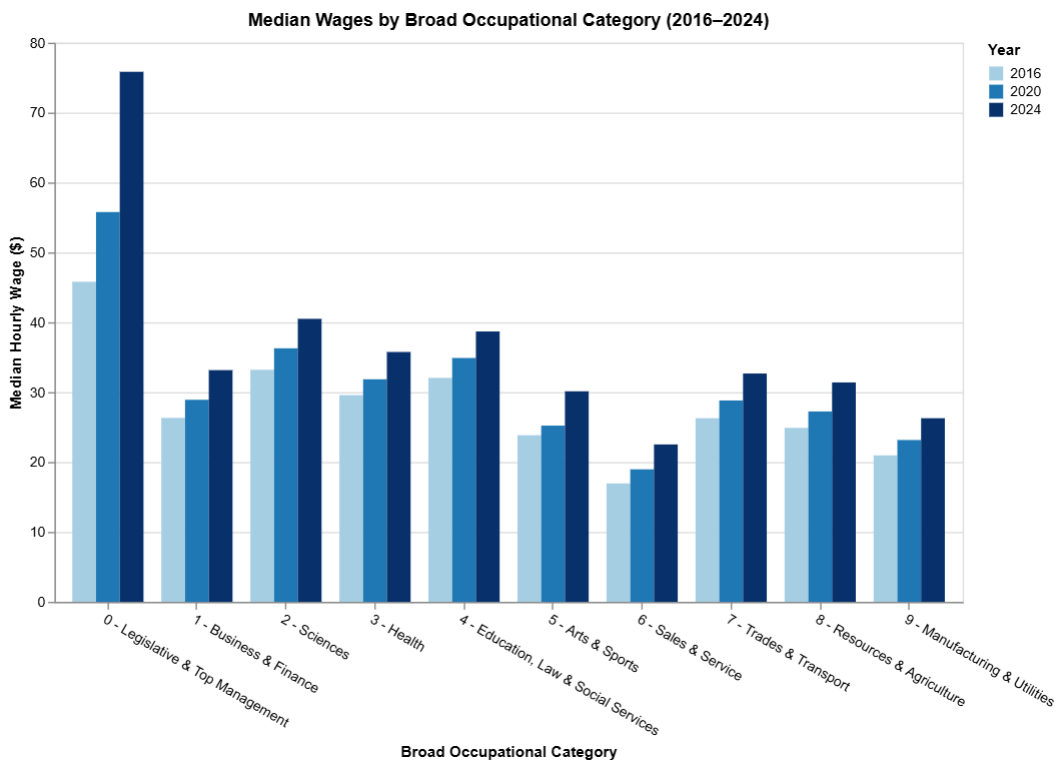 Median Wages by Broad Occupational Category (2016–2024)
Year
2016
2020
2024
Median Hourly Wage ($)
80
70
60
50
40
30
20
10
0
0 - Legislative & Top Management
1 - Business & Finance
2 - Sciences
3 - Health
4 - Education, Law & Social Services
5 - Arts & Sports
6 - Sales & Service
7 - Trades & Transport
8 - Resources & Agriculture
9 - Manufacturing & Utilities
Broad Occupational Category